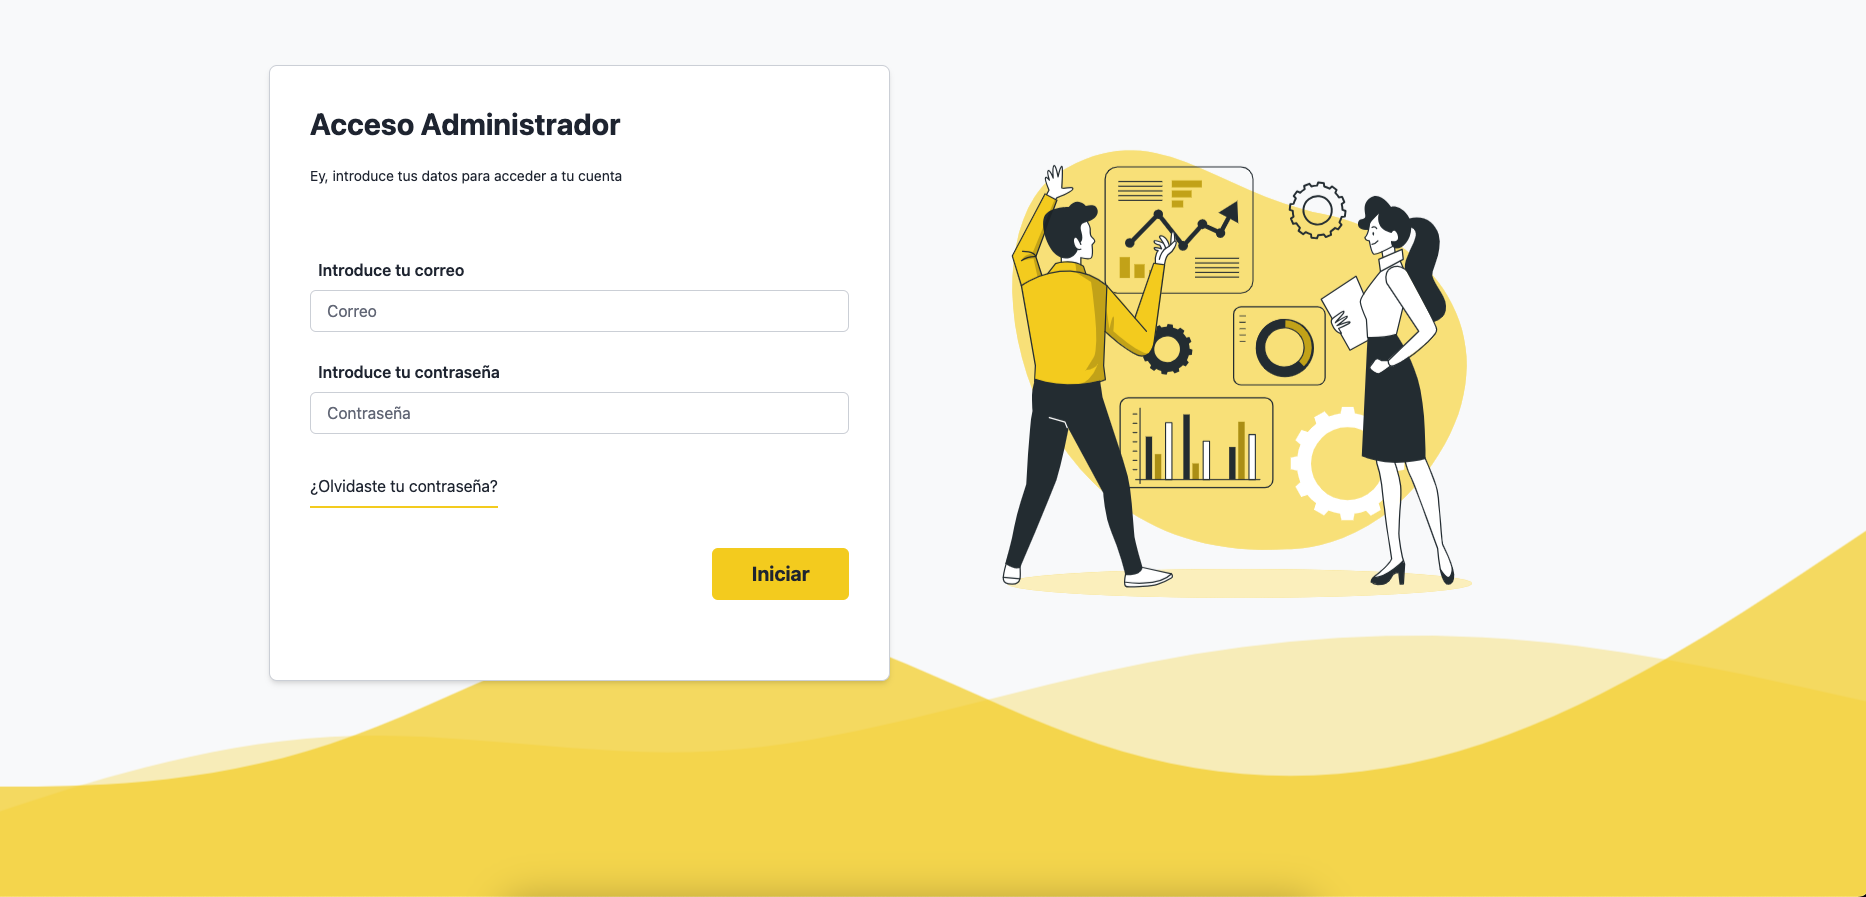 Acceso Administrador
Ey, introduce tus datos para acceder a tu cuenta
Introduce tu correo
Correo
Introduce tu contraseña
Contraseña
¿Olvidaste tu contraseña?
Iniciar